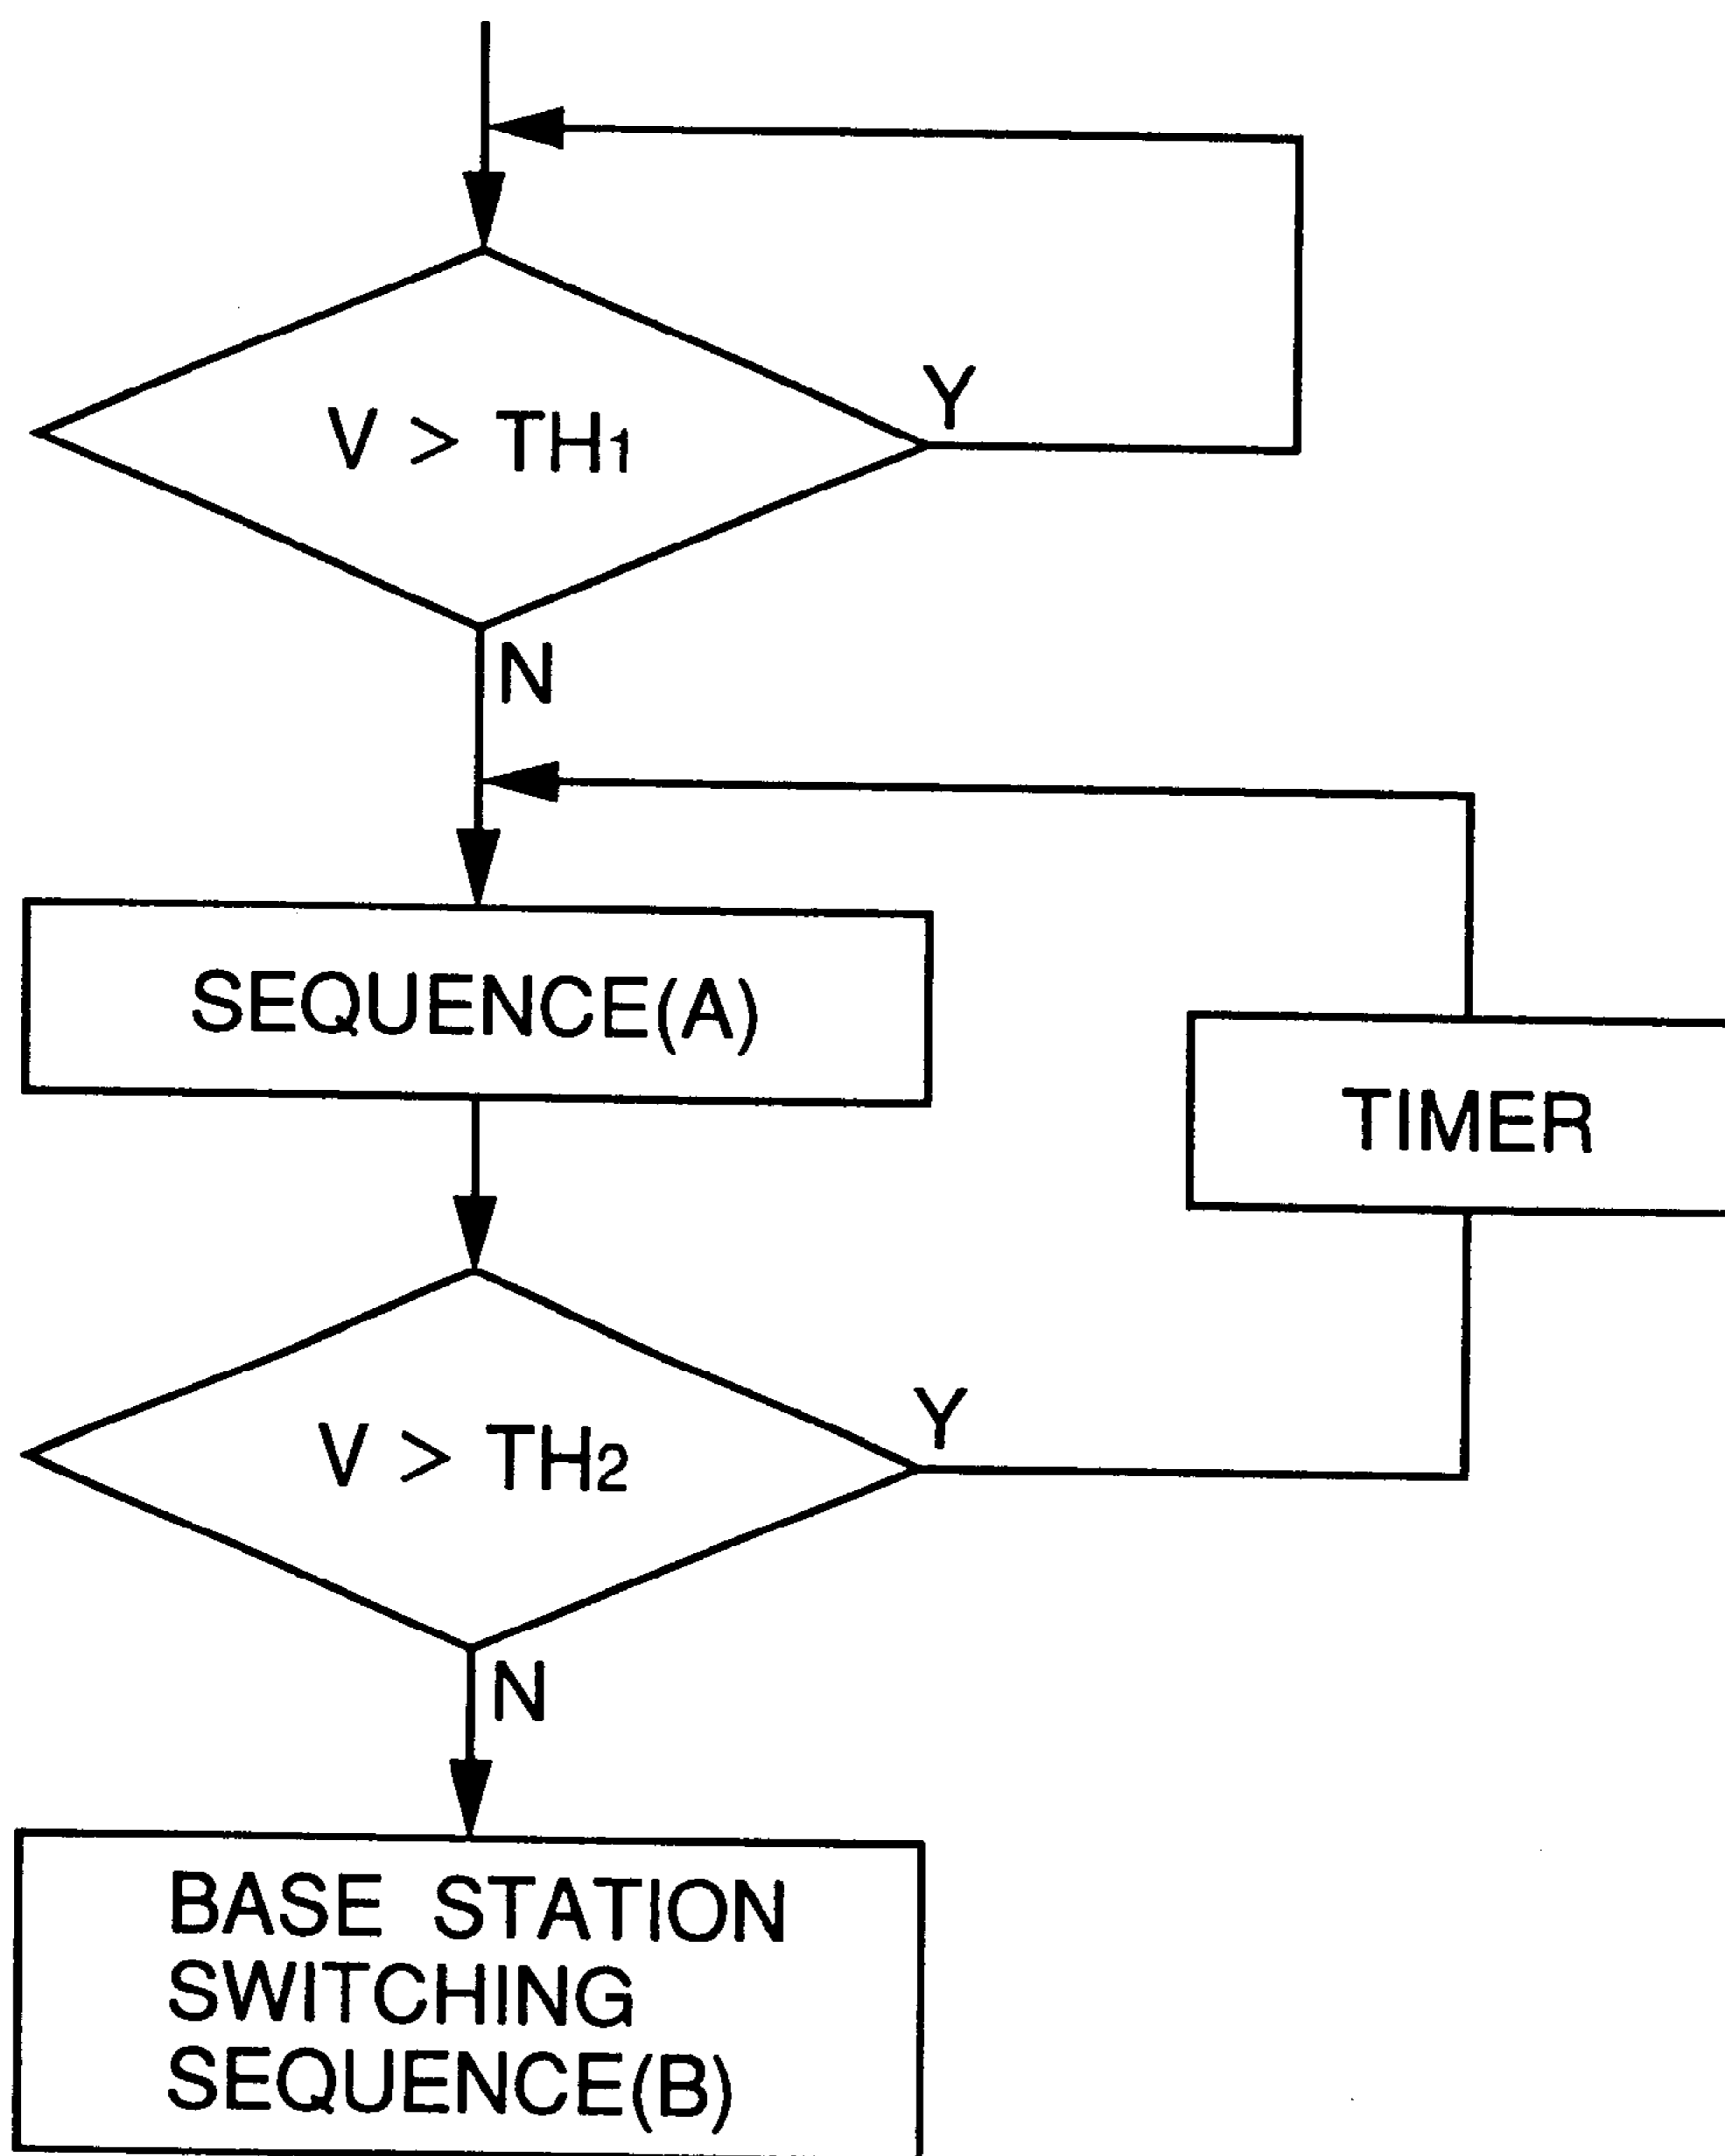 V > TH1
Y
N
SEQUENCE(A)
TIMER
V > TH2
Y
N
BASE STATION
SWITCHING
SEQUENCE(B)